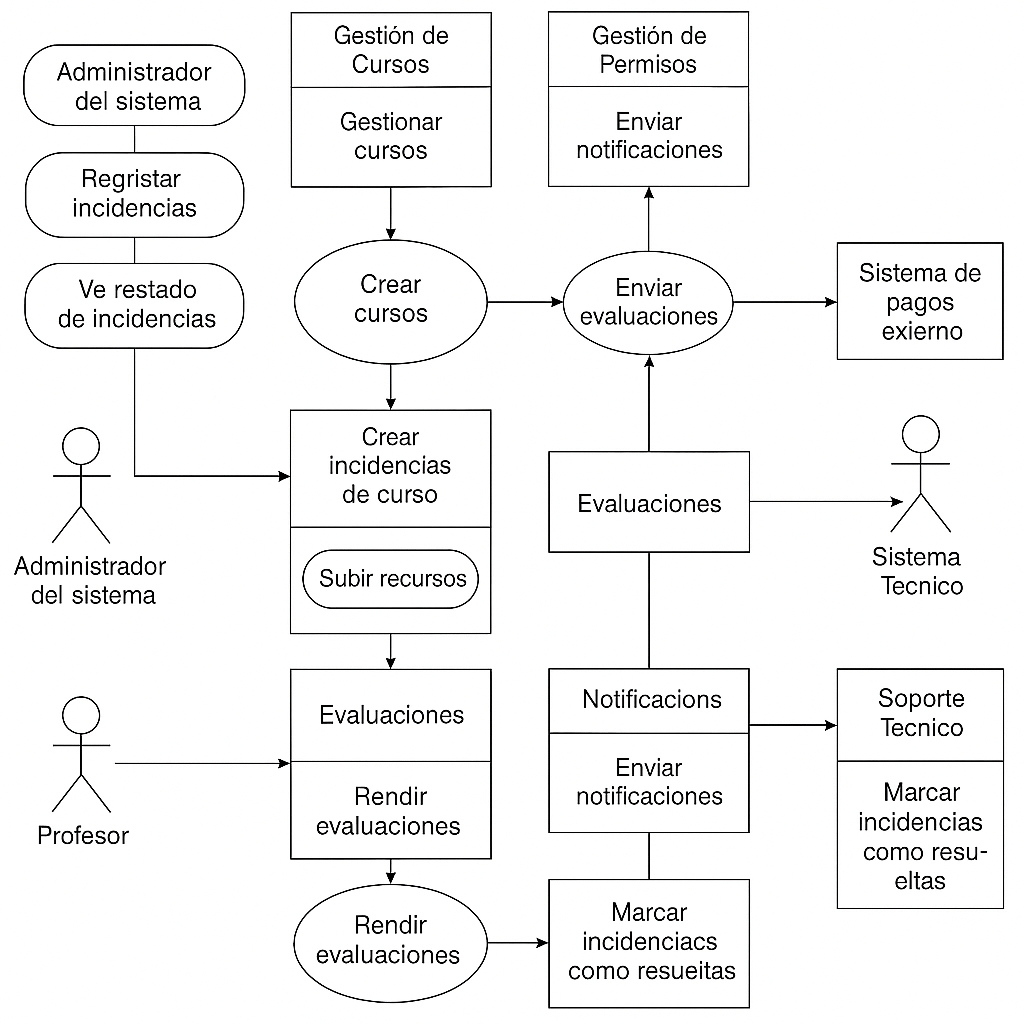 Administrador
del sistema
Regristar
incidencias
Ve restado
de incidencias
Administrador
del sistema
Profesor
Gestión de
Cursos
Gestionar
cursos
Crear
cursos
Crear
incidencias
de curso
Subir recursos
Evaluaciones
Rendir
evaluaciones
Rendir
evaluaciones
Gestión de
Permisos
Enviar
notificaciones
Enviar
evaluaciones
Evaluaciones
Notificacions
Enviar
notificaciones
Marcar
incidenciacs
como resueitas
Sistema de
pagos
exierno
Sistema
Tecnico
Soporte
Tecnico
Marcar
incidencias
como resu-
eltas